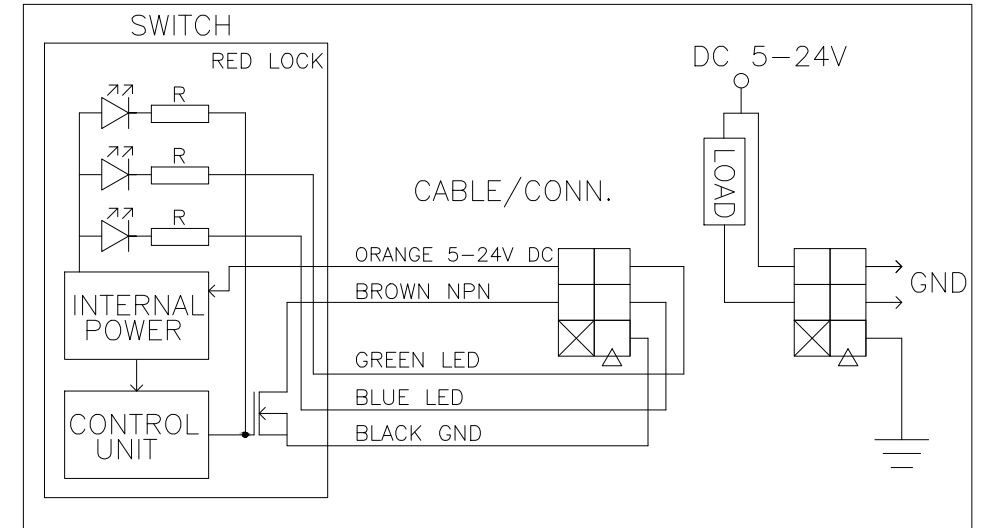 SWITCH
RED LOCK
R
R
R
INTERNAL
POWER
CONTROL
UNIT
CABLE/CONN.
ORANGE 5-24V DC
BROWN NPN
GREEN LED
BLUE LED
BLACK GND
DC 5-24V
LOAD
GND